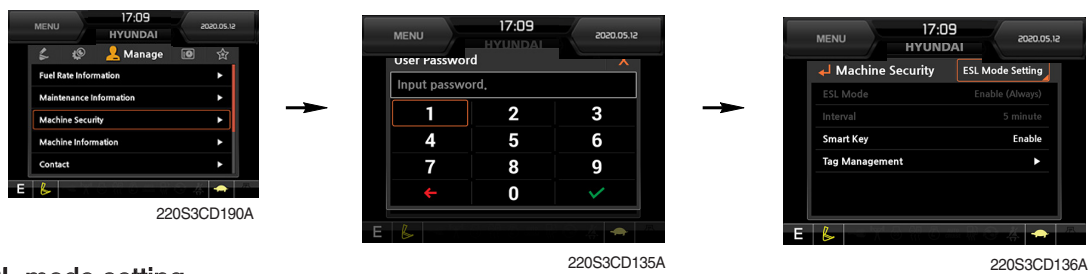 MENU 17:09 2020.05.12
HYUNDAI
Manage
Fuel Rate Information
Maintenance Information
Machine Security
Machine Information
Contact
E
220S3CD190A
MENU 17:09 2020.05.12
HYUNDAI
User Password X
Input password.
1 2 3
4 5 6
7 8 9
0
E
220S3CD135A
MENU 17:09 2020.05.12
HYUNDAI
Machine Security ESL Mode Setting
ESL Mode Enable (Always)
Interval 5 minute
Smart Key Enable
Tag Management
E
220S3CD136A
mode setting